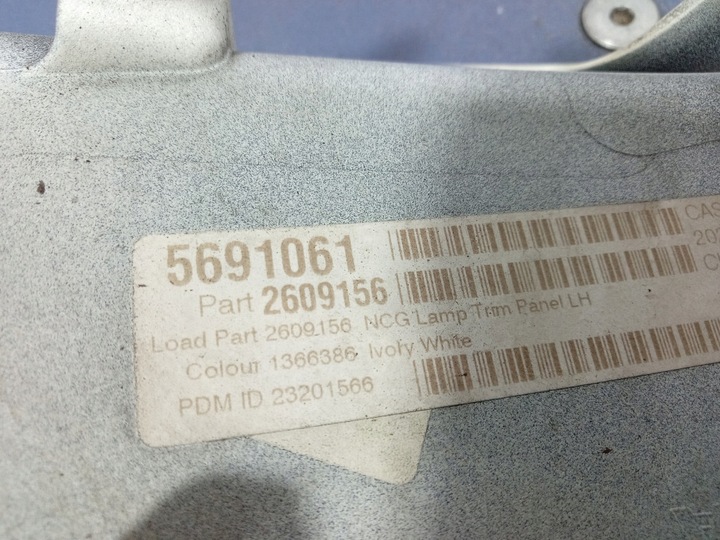 5691061
Part 2609156
Load Part 2609156 NCG Lamp Trim Panel LH
Colour 1366386 Ivory White
PDM ID 23201566